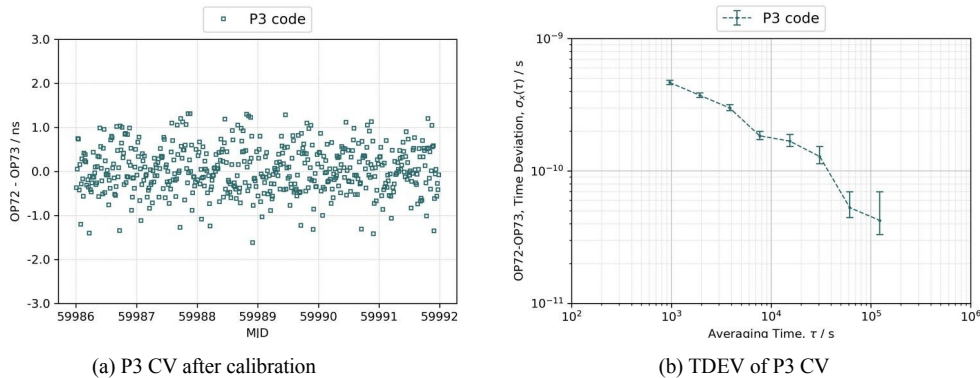 P3 code
3.0
2.0
1.0
0.0
-1.0
-2.0
-3.0
OP72 - OP73 / ns
59986 59987 59988 59989 59990 59991 59992
MJD
(a) P3 CV after calibration
P3 code
10⁻⁹
10⁻¹⁰
10⁻¹¹
OP72-OP73, Time Deviation, σₓ(τ) / s
10² 10³ 10⁴ 10⁵ 10⁶
Averaging Time, τ / s
(b) TDEV of P3 CV